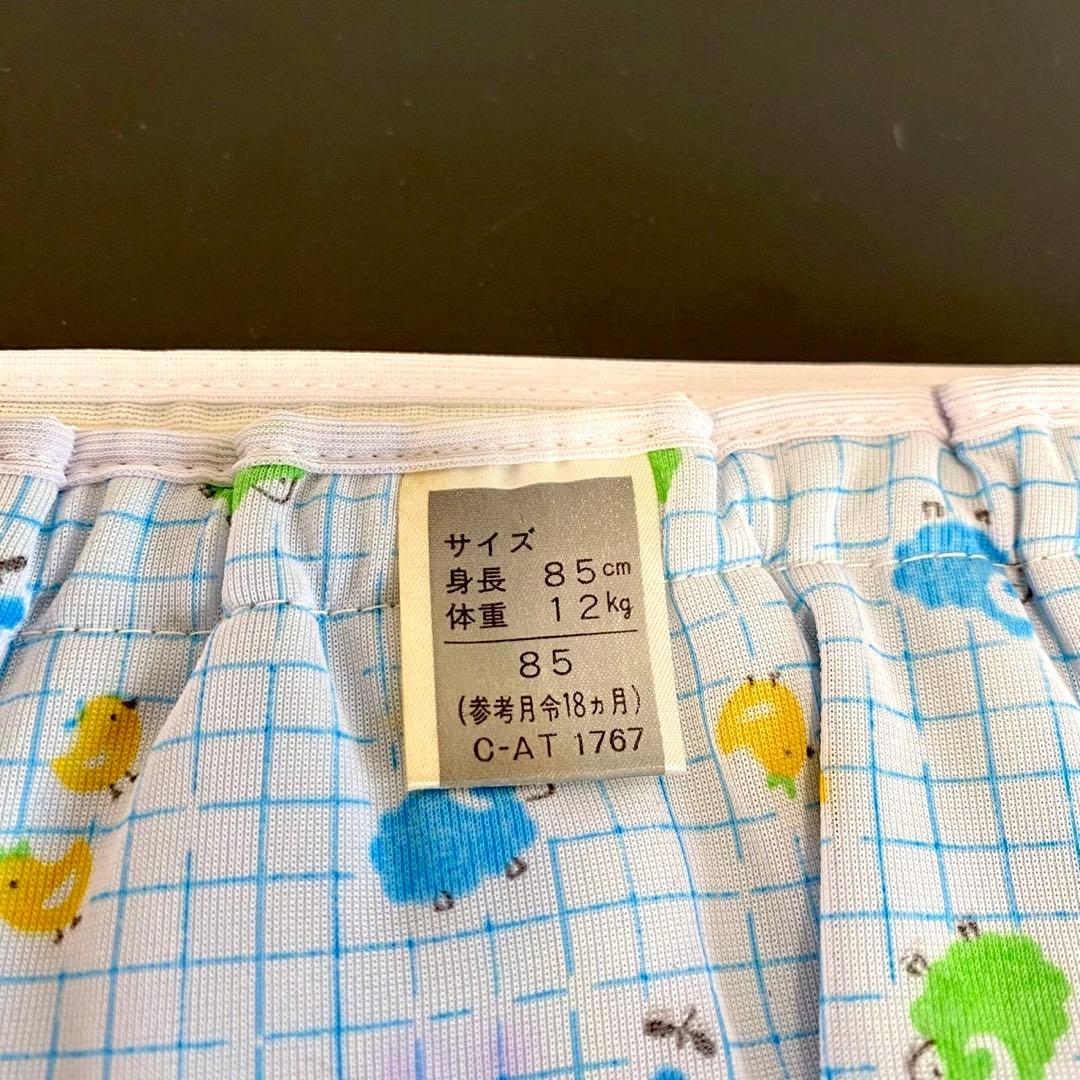 サイズ
身長 85cm
体重 12kg
85
(参考月令18ヵ月)
C-AT 1767